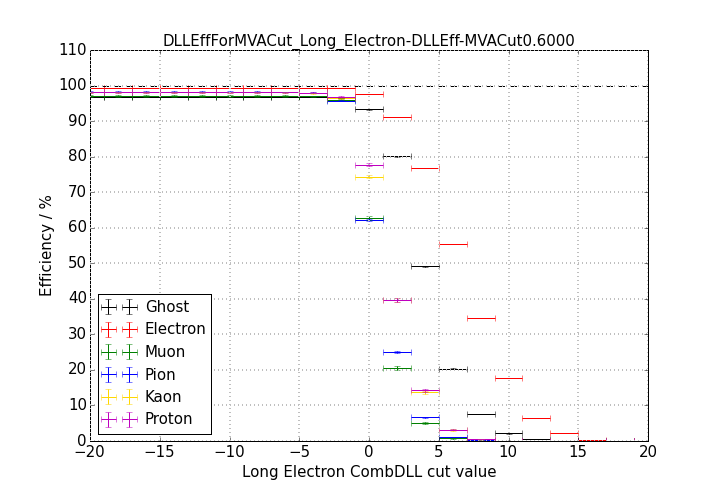 DLLEffForMVACut_Long_Electron-DLLEff-MVACut0.6000
110
100
90
80
70
60
50
40
30
20
10
0
Efficiency / %
Ghost
Electron
Muon
Pion
Kaon
Proton
−20 −15 −10 −5 0 5 10 15 20
Long Electron CombDLL cut value